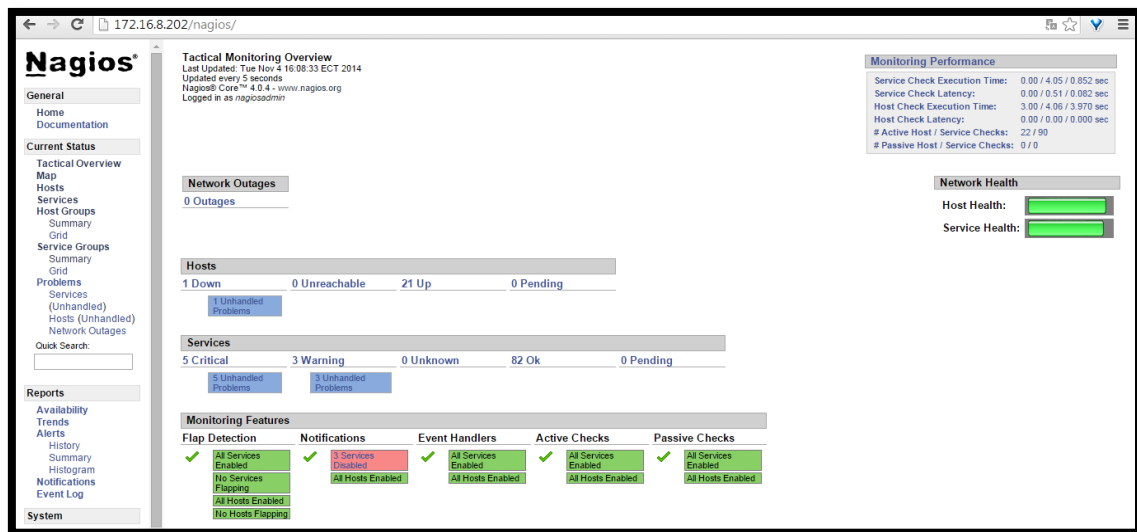 172.16.8.202/nagios/
Nagios®
General
Home
Documentation
Current Status
Tactical Overview
Map
Hosts
Services
Host Groups
Summary
Grid
Service Groups
Summary
Grid
Problems
Services
(Unhandled)
Hosts (Unhandled)
Network Outages
Quick Search:
Reports
Availability
Trends
Alerts
History
Summary
Histogram
Notifications
Event Log
System
Tactical Monitoring Overview
Last Updated: Tue Nov 4 16:08:33 ECT 2014
Updated every 5 seconds
Nagios® Core™ 4.0.4 - www.nagios.org
Logged in as nagiosadmin
Monitoring Performance
Service Check Execution Time: 0.00 / 4.05 / 0.852 sec
Service Check Latency: 0.00 / 0.51 / 0.082 sec
Host Check Execution Time: 3.00 / 4.06 / 3.970 sec
Host Check Latency: 0.00 / 0.00 / 0.000 sec
# Active Host / Service Checks: 22 / 90
# Passive Host / Service Checks: 0 / 0
Network Outages
0 Outages
Network Health
Host Health:
Service Health:
Hosts
1 Down 0 Unreachable 21 Up 0 Pending
1 Unhandled
Problems
Services
5 Critical 3 Warning 0 Unknown 82 Ok 0 Pending
5 Unhandled 3 Unhandled
Problems Problems
Monitoring Features
Flap Detection Notifications Event Handlers Active Checks Passive Checks
All Services 3 Services All Services All Services All Services
Enabled Disabled Enabled Enabled Enabled
No Services All Hosts Enabled All Hosts Enabled All Hosts Enabled All Hosts Enabled
Flapping
All Hosts Enabled
No Hosts Flapping